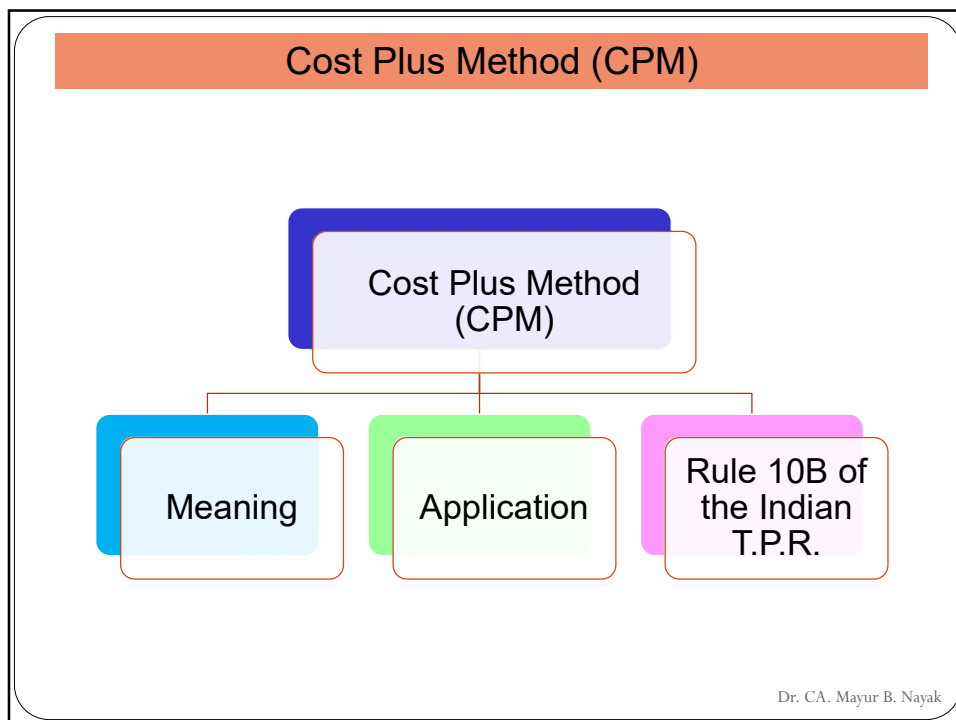 Cost Plus Method (CPM)
Cost Plus Method
(CPM)
Meaning
Application
Rule 10B of
the Indian
T.P.R.
Dr. CA. Mayur B. Nayak